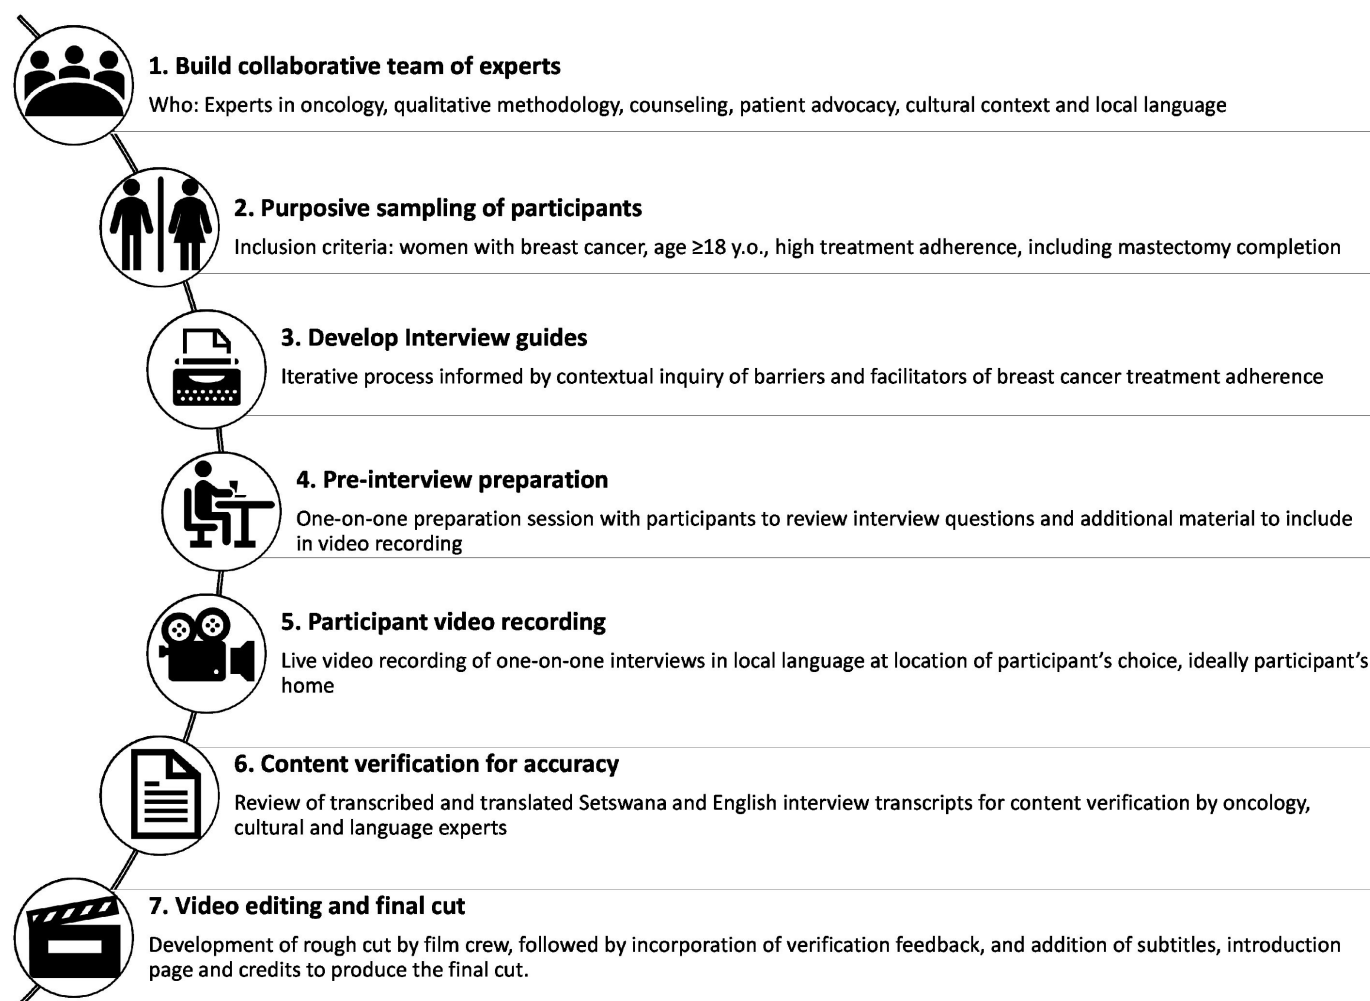 1. Build collaborative team of experts
Who: Experts in oncology, qualitative methodology, counseling, patient advocacy, cultural context and local language
2. Purposive sampling of participants
Inclusion criteria: women with breast cancer, age ≥18 y.o., high treatment adherence, including mastectomy completion
3. Develop Interview guides
Iterative process informed by contextual inquiry of barriers and facilitators of breast cancer treatment adherence
4. Pre-interview preparation
One-on-one preparation session with participants to review interview questions and additional material to include
in video recording
5. Participant video recording
Live video recording of one-on-one interviews in local language at location of participant’s choice, ideally participant’s
home
6. Content verification for accuracy
Review of transcribed and translated Setswana and English interview transcripts for content verification by oncology,
cultural and language experts
7. Video editing and final cut
Development of rough cut by film crew, followed by incorporation of verification feedback, and addition of subtitles, introduction
page and credits to produce the final cut.